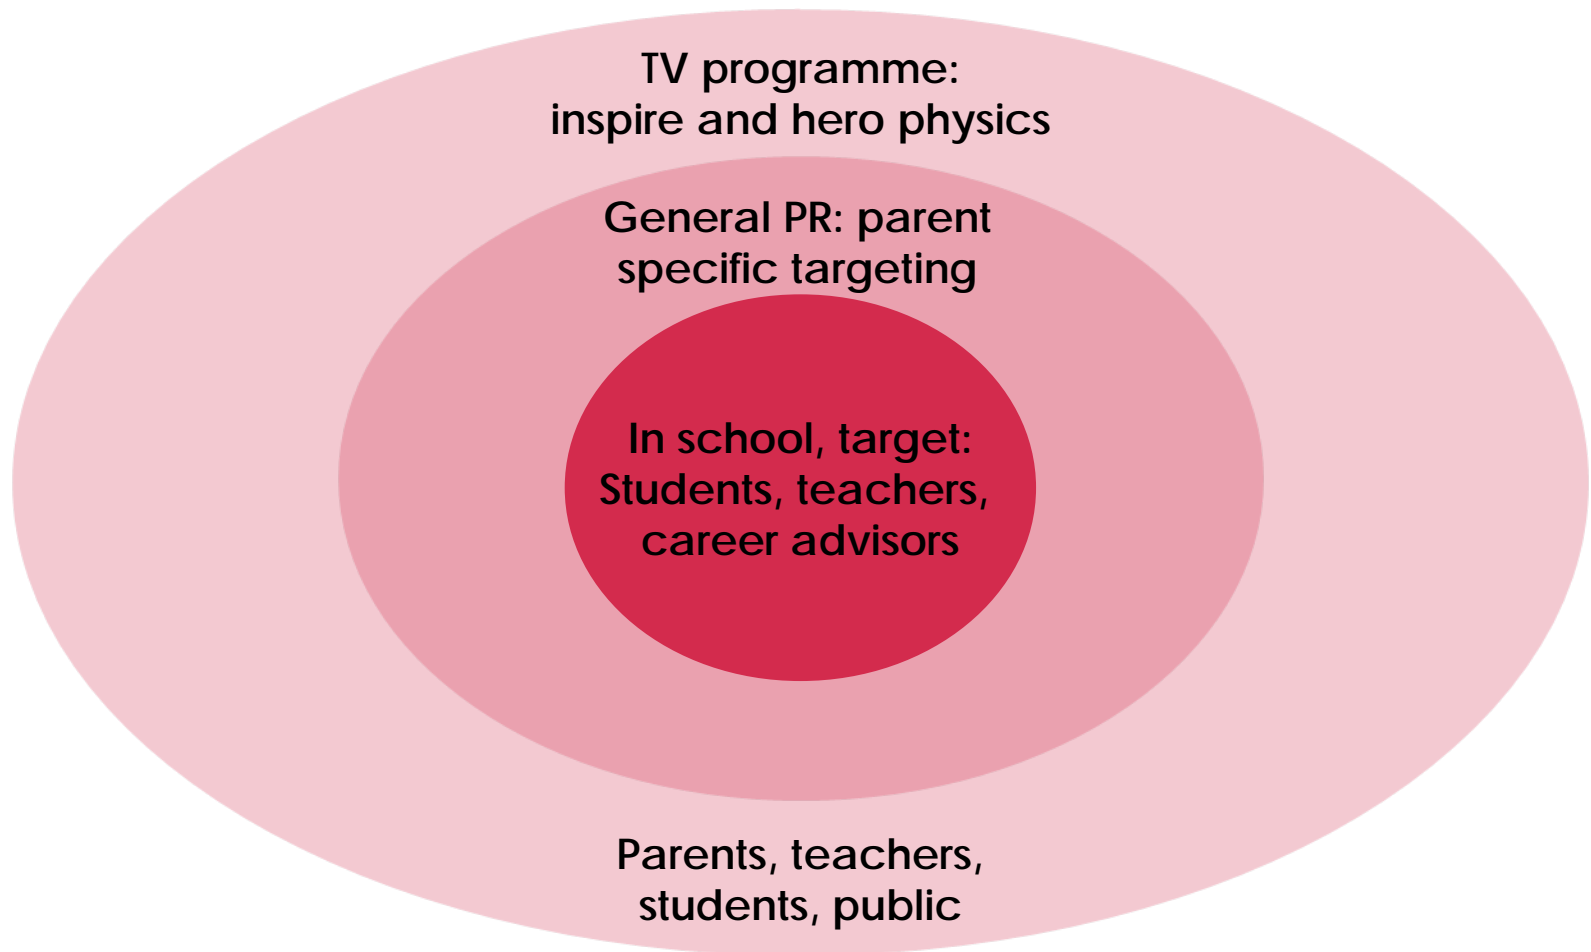 TV programme:
inspire and hero physics
General PR: parent
specific targeting
In school, target:
Students, teachers,
career advisors
Parents, teachers,
students, public